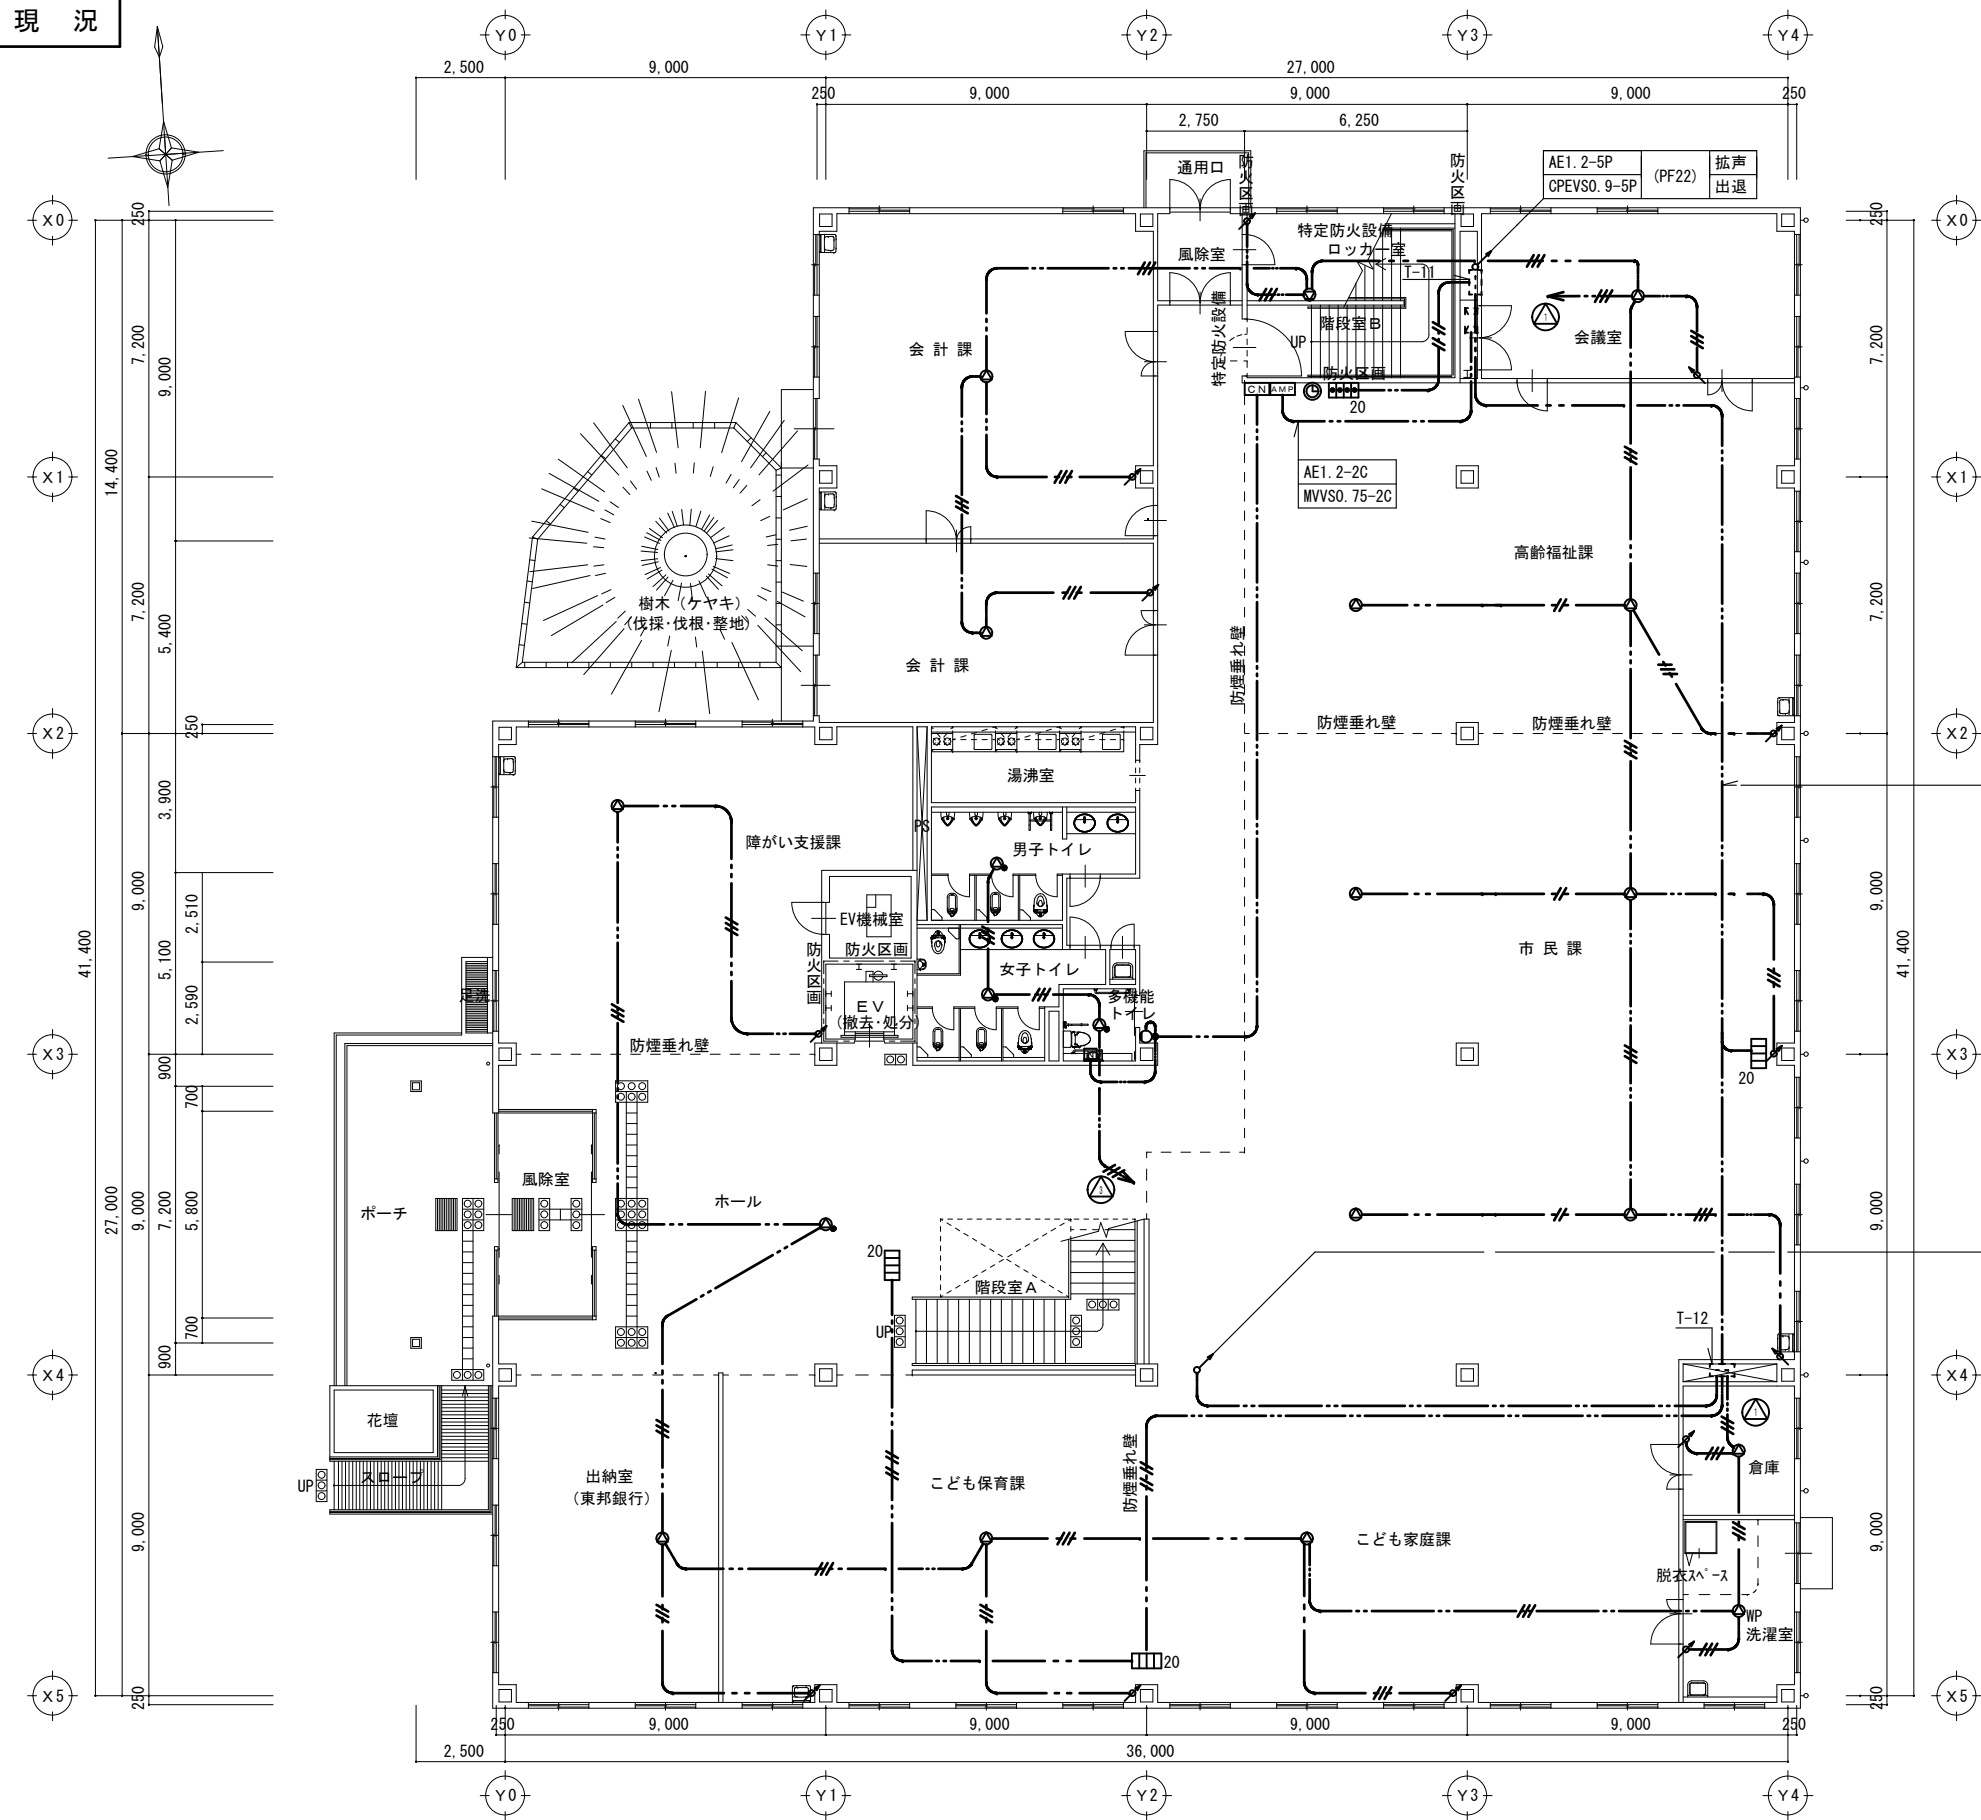 現 況
Y0 Y1 Y2 Y3 Y4
2,500 9,000 27,000
250 9,000 9,000 9,000 250
2,750 6,250
通用口
防火区画
防火区画
AE1.2-5P
CPEVS0.9-5P
(PF22)
拡声
出退
X0
X0
250
250
特定防火設備
ロッカー室
風除室
T-11
特定防火設備
階段室B
UP
会議室
1
会 計 課
7,200
9,000
7,200
防火区画
CN AMP
20
14,400
X1
X1
AE1.2-2C
MVVS0.75-2C
高齢福祉課
樹木（ケヤキ）
(伐採・伐根・整地)
7,200
5,400
7,200
会 計 課
防煙垂れ壁
防煙垂れ壁
防煙垂れ壁
X2
X2
250
湯沸室
3,900
PS
障がい支援課
男子トイレ
9,000
2,510
9,000
EV機械室
防火区画
防火区画
市 民 課
41,400
5,100
41,400
女子トイレ
足洗
2,590
EV
(撤去・処分)
多機能
トイレ
防煙垂れ壁
X3
X3
900
20
700
風除室
ホール
3
ポーチ
27,000
9,000
7,200
5,800
9,000
20
階段室A
UP
T-12
700
900
X4
X4
花壇
1
スロープ
UP
出納室
(東邦銀行)
こども保育課
防煙垂れ壁
倉庫
9,000
9,000
こども家庭課
脱衣スペース
WP
洗濯室
20
X5
X5
250
250
250 9,000 9,000 9,000 9,000 250
2,500 36,000
Y0 Y1 Y2 Y3 Y4